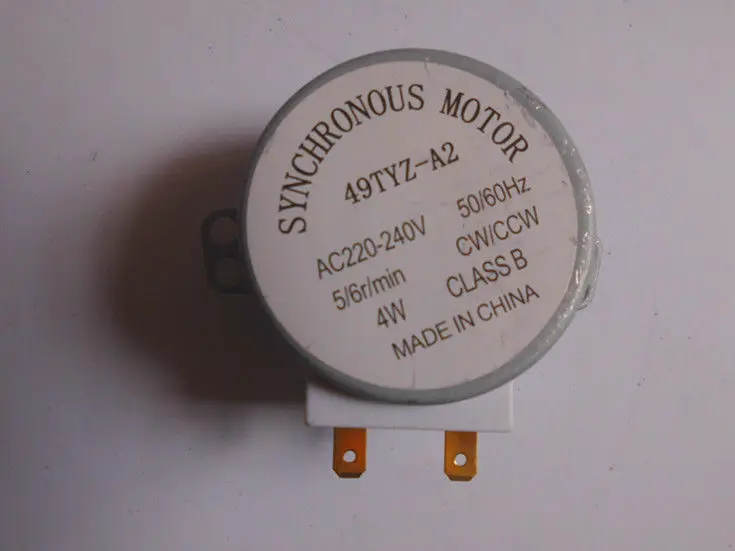 SYNCHRONOUS MOTOR
49TYZ-A2
AC220-240V 50/60Hz
5/6r/min CW/CCW
4W CLASS B
MADE IN CHINA